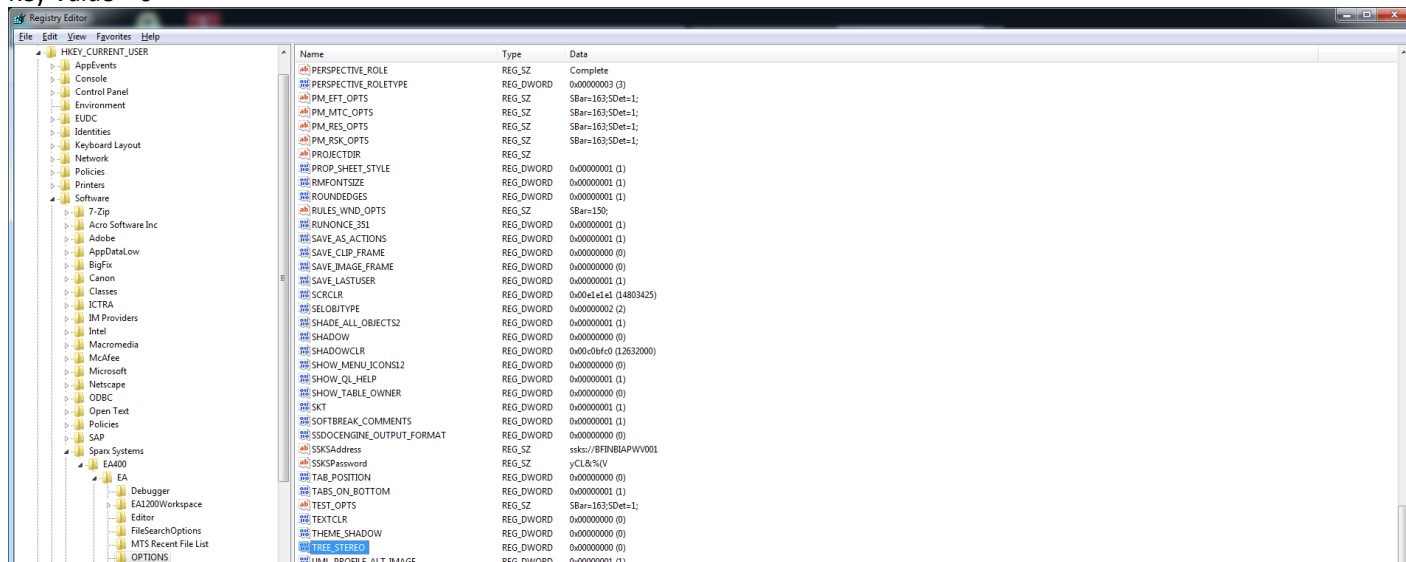 Registry Editor
File Edit View Favorites Help
HKEY_CURRENT_USER
AppEvents
Console
Control Panel
Environment
EUDC
Identities
Keyboard Layout
Network
Policies
Printers
Software
7-Zip
Acro Software Inc
Adobe
AppDataLow
BigFix
Canon
Classes
ICTRA
IM Providers
Intel
Macromedia
McAfee
Microsoft
Netscape
ODBC
Open Text
Policies
SAP
Sparx Systems
EA400
EA
Debugger
EA1200Workspace
Editor
FileSearchOptions
MTS Recent File List
OPTIONS
Name Type Data
PERSPECTIVE_ROLE REG_SZ Complete
PERSPECTIVE_ROLETYPE REG_DWORD 0x00000003 (3)
PM_EFT_OPTS REG_SZ SBar=163;SDet=1;
PM_MTC_OPTS REG_SZ SBar=163;SDet=1;
PM_RES_OPTS REG_SZ SBar=163;SDet=1;
PM_RSK_OPTS REG_SZ SBar=163;SDet=1;
PROJECTDIR REG_SZ
PROP_SHEET_STYLE REG_DWORD 0x00000001 (1)
RMFONTSIZE REG_DWORD 0x00000001 (1)
ROUNDEDGES REG_DWORD 0x00000001 (1)
RULES_WND_OPTS REG_SZ SBar=150;
RUNONCE_351 REG_DWORD 0x00000001 (1)
SAVE_AS_ACTIONS REG_DWORD 0x00000001 (1)
SAVE_CLIP_FRAME REG_DWORD 0x00000000 (0)
SAVE_IMAGE_FRAME REG_DWORD 0x00000000 (0)
SAVE_LASTUSER REG_DWORD 0x00000001 (1)
SCRCLR REG_DWORD 0x00e1e1e1 (14803425)
SELOBJTYPE REG_DWORD 0x00000002 (2)
SHADE_ALL_OBJECTS2 REG_DWORD 0x00000001 (1)
SHADOW REG_DWORD 0x00000000 (0)
SHADOWCLR REG_DWORD 0x00c0bfc0 (12632000)
SHOW_MENU_ICONS12 REG_DWORD 0x00000000 (0)
SHOW_QL_HELP REG_DWORD 0x00000001 (1)
SHOW_TABLE_OWNER REG_DWORD 0x00000000 (0)
SKT REG_DWORD 0x00000001 (1)
SOFTBREAK_COMMENTS REG_DWORD 0x00000001 (1)
SSDOCENGINE_OUTPUT_FORMAT REG_DWORD 0x00000000 (0)
SSKSAddress REG_SZ ssks://BFINBIAPWV001
SSKSPassword REG_SZ yCL&%(V
TAB_POSITION REG_DWORD 0x00000000 (0)
TABS_ON_BOTTOM REG_DWORD 0x00000001 (1)
TEST_OPTS REG_SZ SBar=163;SDet=1;
TEXTCLR REG_DWORD 0x00000000 (0)
THEME_SHADOW REG_DWORD 0x00000000 (0)
TREE_STEREO REG_DWORD 0x00000000 (0)
UML_PROFILE_ALT_IMAGE REG_DWORD 0x00000001 (1)